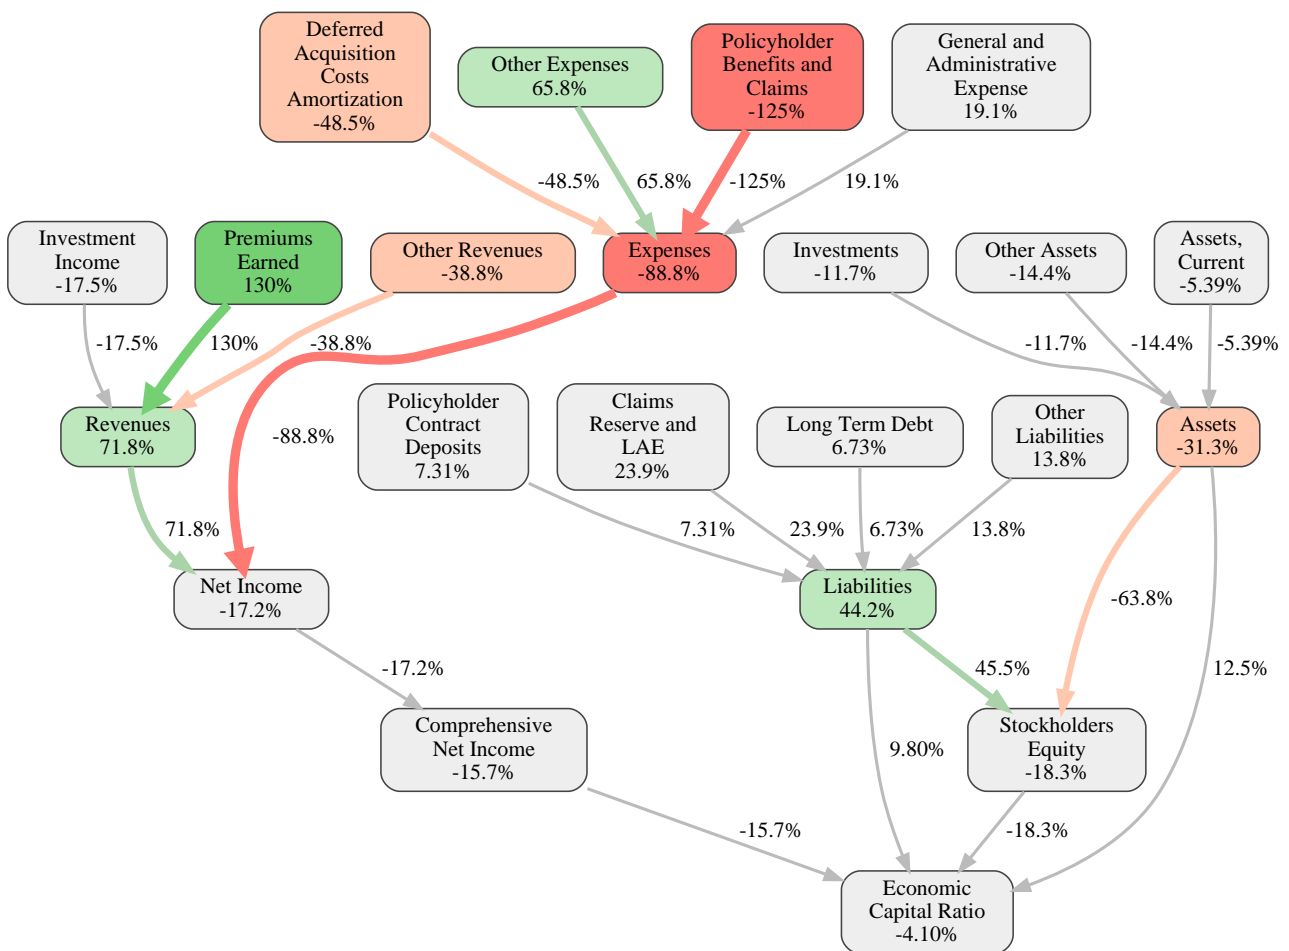 Deferred
Acquisition
Costs
Amortization
-48.5%
Other Expenses
65.8%
Policyholder
Benefits and
Claims
-125%
General and
Administrative
Expense
19.1%
-48.5%
65.8%
-125%
19.1%
Investment
Income
-17.5%
Premiums
Earned
130%
Other Revenues
-38.8%
Expenses
-88.8%
Investments
-11.7%
Other Assets
-14.4%
Assets,
Current
-5.39%
-17.5%
130%
-38.8%
-11.7%
-14.4%
-5.39%
Revenues
71.8%
-88.8%
Policyholder
Contract
Deposits
7.31%
Claims
Reserve and
LAE
23.9%
Long Term Debt
6.73%
Other
Liabilities
13.8%
Assets
-31.3%
71.8%
7.31%
23.9%
6.73%
13.8%
Net Income
-17.2%
Liabilities
44.2%
-63.8%
-17.2%
45.5%
12.5%
Comprehensive
Net Income
-15.7%
9.80%
Stockholders
Equity
-18.3%
-15.7%
-18.3%
Economic
Capital Ratio
-4.10%